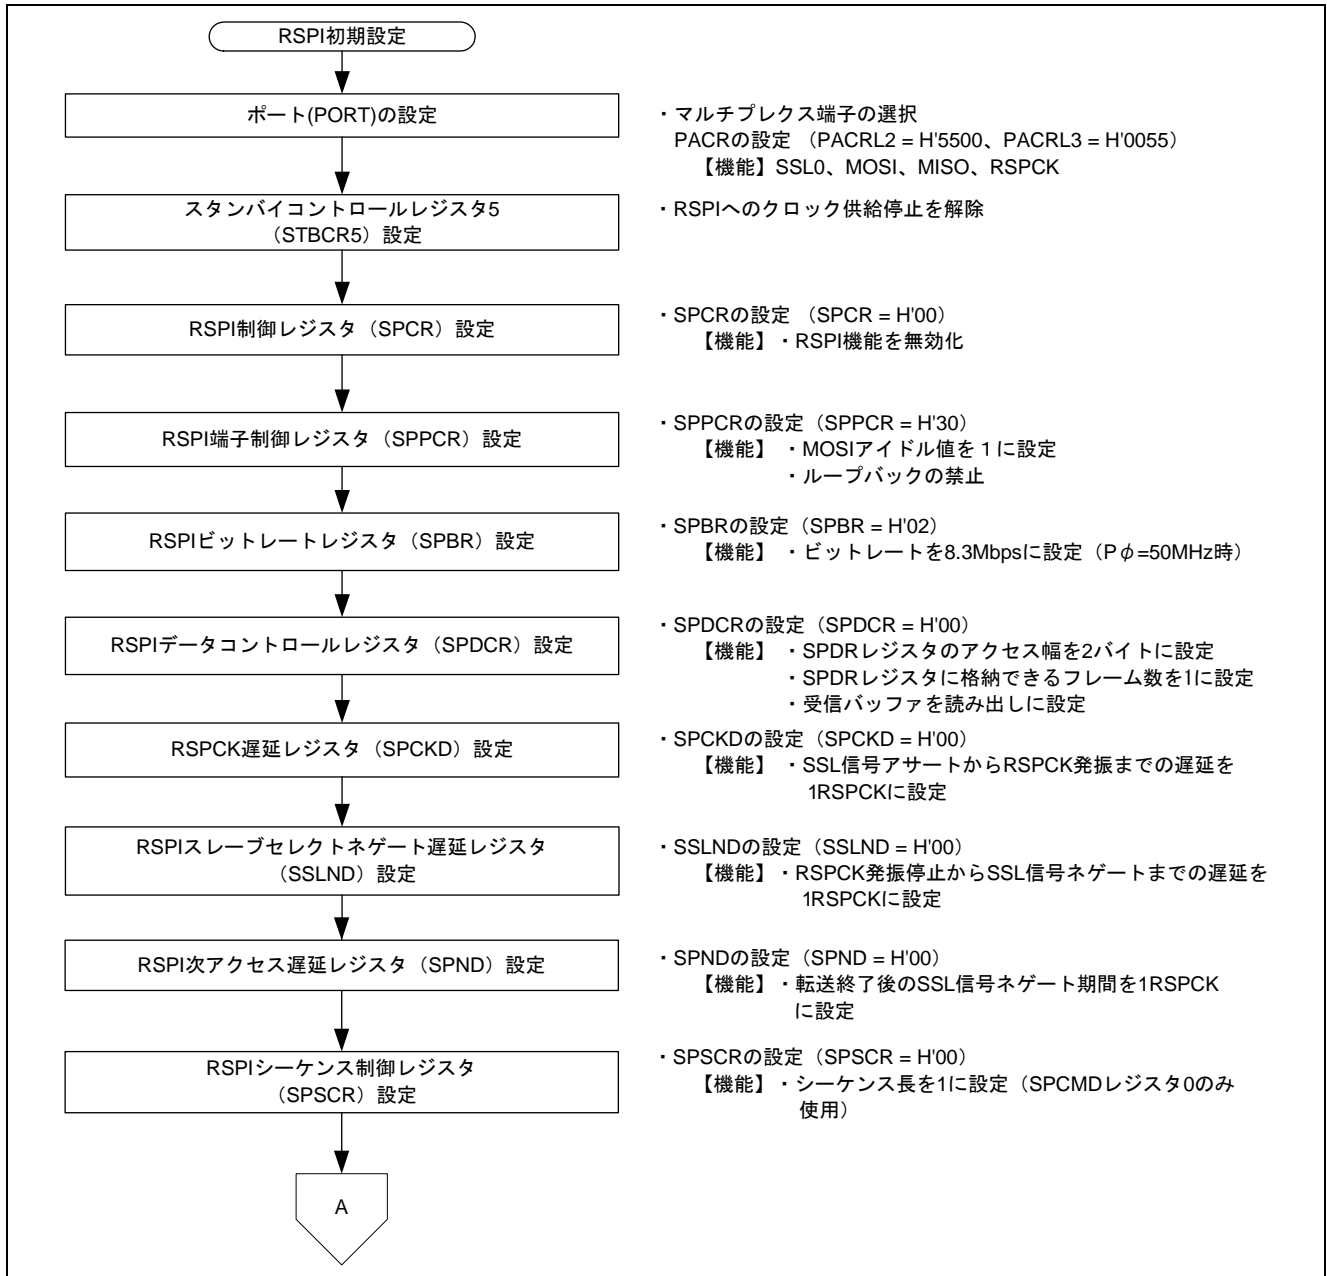 RSPI初期設定
ポート(PORT)の設定
・マルチプレクス端子の選択
PACRの設定 （PACRL2 = H'5500、PACRL3 = H'0055）
【機能】SSL0、MOSI、MISO、RSPCK
スタンバイコントロールレジスタ5
（STBCR5）設定
・RSPIへのクロック供給停止を解除
RSPI制御レジスタ（SPCR）設定
・SPCRの設定 （SPCR = H'00）
【機能】・RSPI機能を無効化
RSPI端子制御レジスタ（SPPCR）設定
・SPPCRの設定（SPPCR = H'30）
【機能】 ・MOSIアイドル値を１に設定
・ループバックの禁止
RSPIビットレートレジスタ（SPBR）設定
・SPBRの設定（SPBR = H'02）
【機能】 ・ビットレートを8.3Mbpsに設定（Pφ=50MHz時）
RSPIデータコントロールレジスタ（SPDCR）設定
・SPDCRの設定（SPDCR = H'00）
【機能】 ・SPDRレジスタのアクセス幅を2バイトに設定
・SPDRレジスタに格納できるフレーム数を1に設定
・受信バッファを読み出しに設定
RSPCK遅延レジスタ（SPCKD）設定
・SPCKDの設定（SPCKD = H'00）
【機能】 ・SSL信号アサートからRSPCK発振までの遅延を
1RSPCKに設定
RSPIスレーブセレクトネゲート遅延レジスタ
（SSLND）設定
・SSLNDの設定（SSLND = H'00）
【機能】・RSPCK発振停止からSSL信号ネゲートまでの遅延を
1RSPCKに設定
RSPI次アクセス遅延レジスタ（SPND）設定
・SPNDの設定（SPND = H'00）
【機能】・転送終了後のSSL信号ネゲート期間を1RSPCK
に設定
RSPIシーケンス制御レジスタ
（SPSCR）設定
・SPSCRの設定（SPSCR = H'00）
【機能】・シーケンス長を1に設定（SPCMDレジスタ0のみ
使用）
A